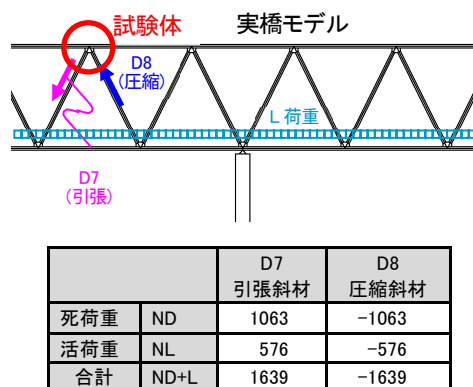 試験体 実橋モデル
D8
(圧縮)
L 荷重
D7
(引張)
D7 D8
引張斜材 圧縮斜材
死荷重 ND 1063 −1063
活荷重 NL 576 −576
合計 ND+L 1639 −1639